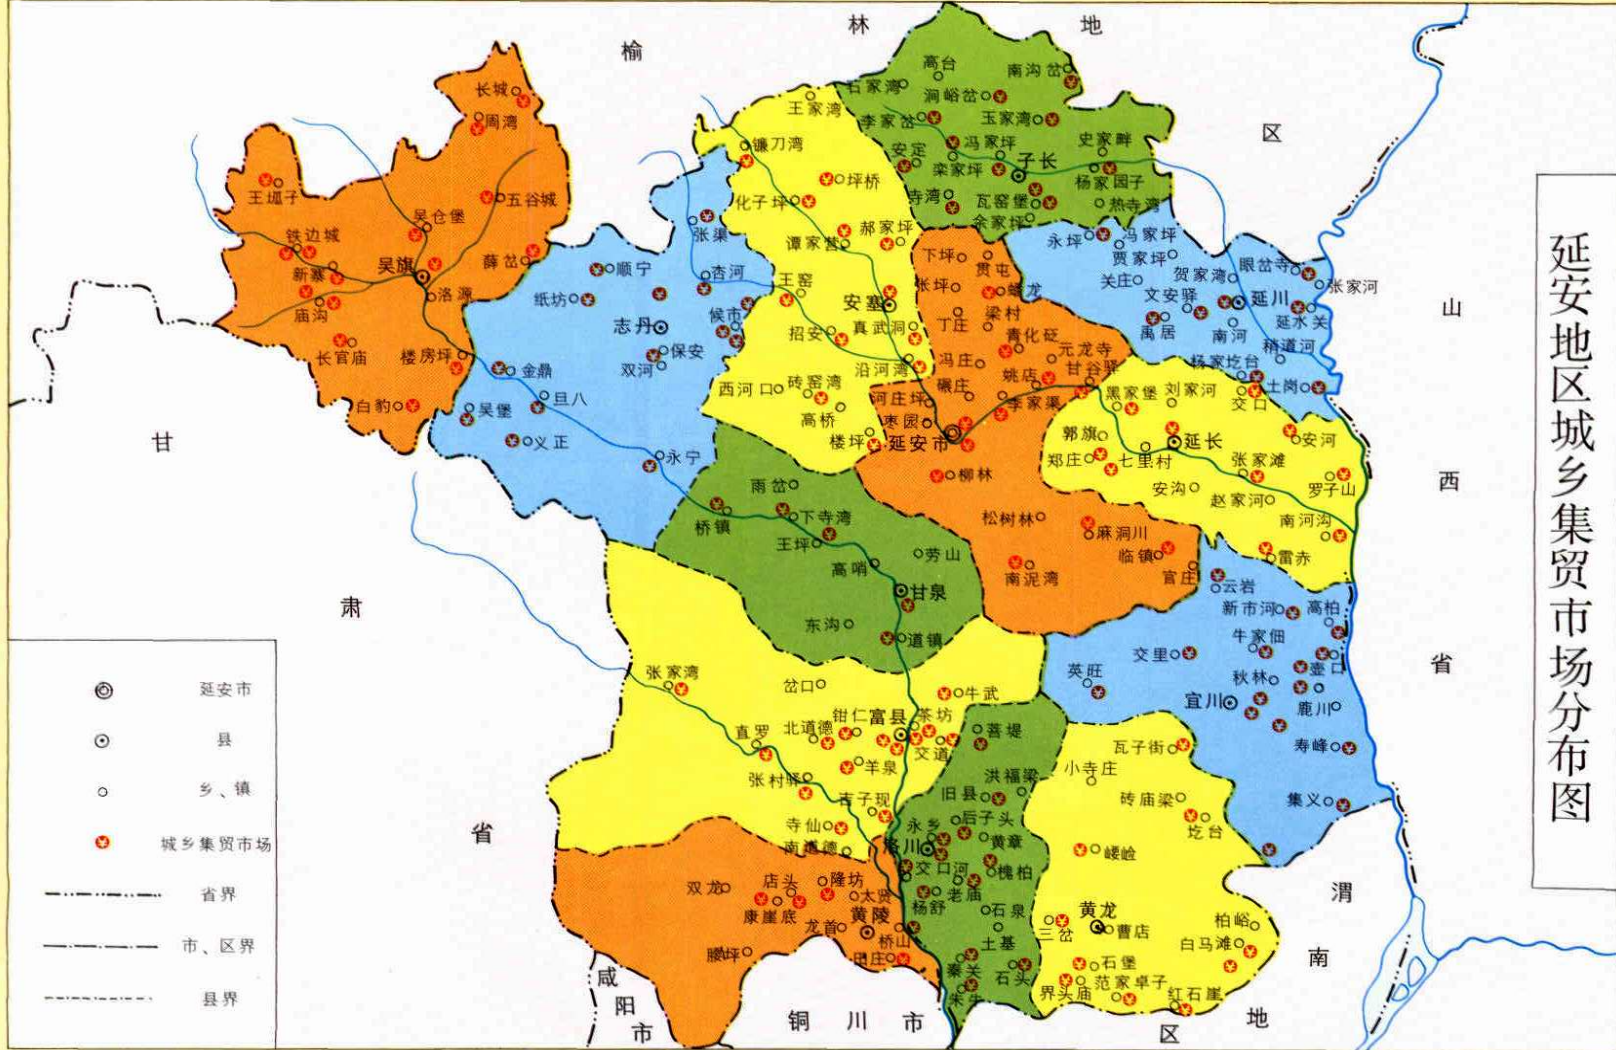 延安地区城乡集贸市场分布图
榆
林
地
区
山
西
省
甘
肃
省
渭
南
地
区
咸
阳
市
铜川市
延安市
县
乡、镇
城乡集贸市场
省界
市、区界
县界
长城
周湾
王垭子
五谷城
吴仓堡
铁边城
新寨
吴旗
薛岔
洛源
庙沟
长官庙
楼房坪
白豹
张渠
顺宁
杏河
纸坊
志丹
候市
保安
双河
金鼎
旦八
吴堡
义正
永宁
王家湾
镰刀湾
坪桥
化子坪
郝家坪
谭家营
王窑
安塞
招安
真武洞
沿河湾
西河口
砖窑湾
高桥
楼坪
高台
南沟岔
石家湾
涧峪岔
李家岔
玉家湾
史家畔
安定
冯家坪
栾家坪
子长
杨家园子
寺湾
瓦窑堡
热寺湾
余家坪
永坪
冯家坪
贾家坪
关庄
贺家湾
眼岔寺
张家河
文安驿
延川
禹居
南河
延水关
稍道河
杨家圪台
土岗
交口
下坪
贯屯
张坪
蟠龙
丁庄
梁村
青化砭
元龙寺
冯庄
姚店
甘谷驿
碾庄
李家渠
河庄坪
枣园
延安市
柳林
松树林
麻洞川
临镇
南泥湾
官庄
黑家堡
刘家河
郭旗
延长
安河
郑庄
七里村
张家滩
安沟
赵家河
罗子山
南河沟
雷赤
雨岔
桥镇
下寺湾
王坪
劳山
高哨
甘泉
东沟
道镇
云岩
新市河
高柏
牛家佃
交里
英旺
秋林
壶口
宜川
鹿川
寿峰
集义
张家湾
岔口
牛武
钳仁
富县
茶坊
直罗
北道德
交道
羊泉
张村驿
吉子现
寺仙
南道德
菩堤
洪福梁
旧县
永乡
后子头
洛川
黄章
交口河
槐柏
老庙
杨舒
石泉
土基
秦关
石头
朱牛
双龙
店头
隆坊
太贤
康崖底
龙首
黄陵
桥山
腰坪
田庄
瓦子街
小寺庄
砖庙梁
圪台
崾崄
黄龙
曹店
三岔
柏峪
白马滩
石堡
范家卓子
界头庙
红石崖